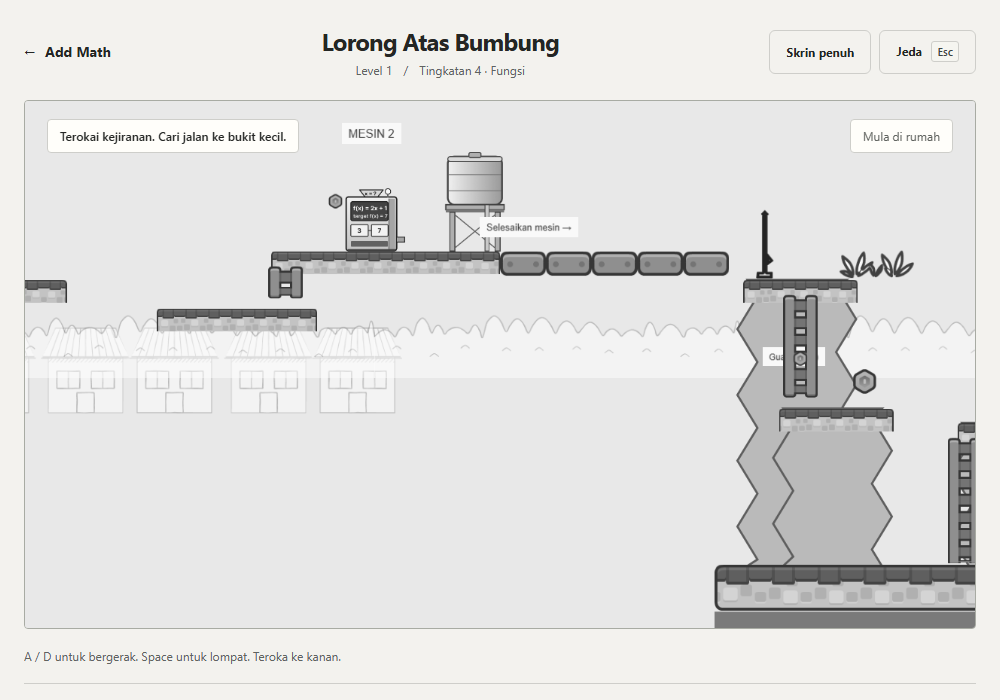 ← Add Math
Lorong Atas Bumbung
Level 1 / Tingkatan 4 · Fungsi
Skrin penuh
Jeda Esc
Terokai kejiranan. Cari jalan ke bukit kecil.
MESIN 2
Mula di rumah
f(x) = 2x + 1
target f(x) = 7
3 7
Selesaikan mesin →
A / D untuk bergerak. Space untuk lompat. Teroka ke kanan.